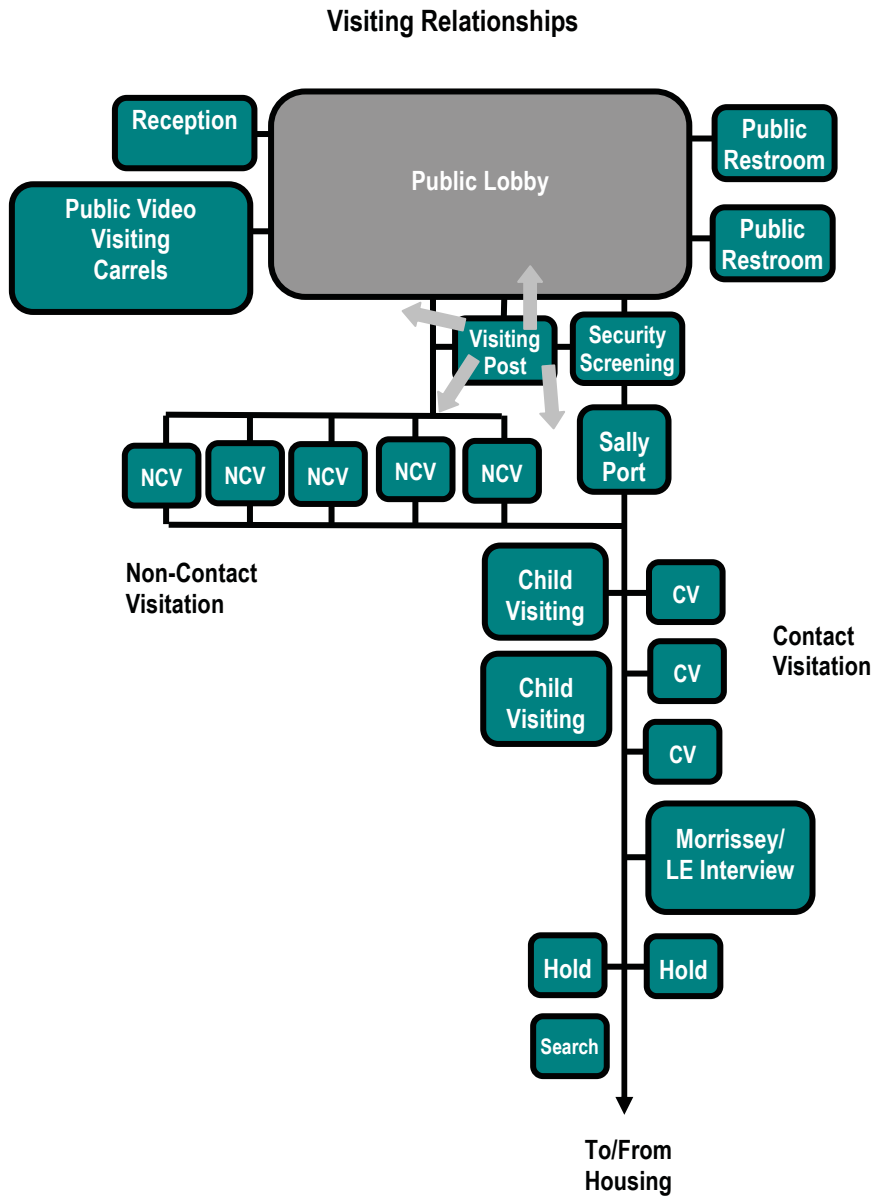 Visiting Relationships
Reception
Public Lobby
Public
Restroom
Public Video
Visiting
Carrels
Public
Restroom
Visiting
Post
Security
Screening
Sally
Port
NCV
NCV
NCV
NCV
NCV
Non-Contact
Visitation
Child
Visiting
CV
Contact
Visitation
Child
Visiting
CV
CV
Morrissey/
LE Interview
Hold
Hold
Search
To/From
Housing